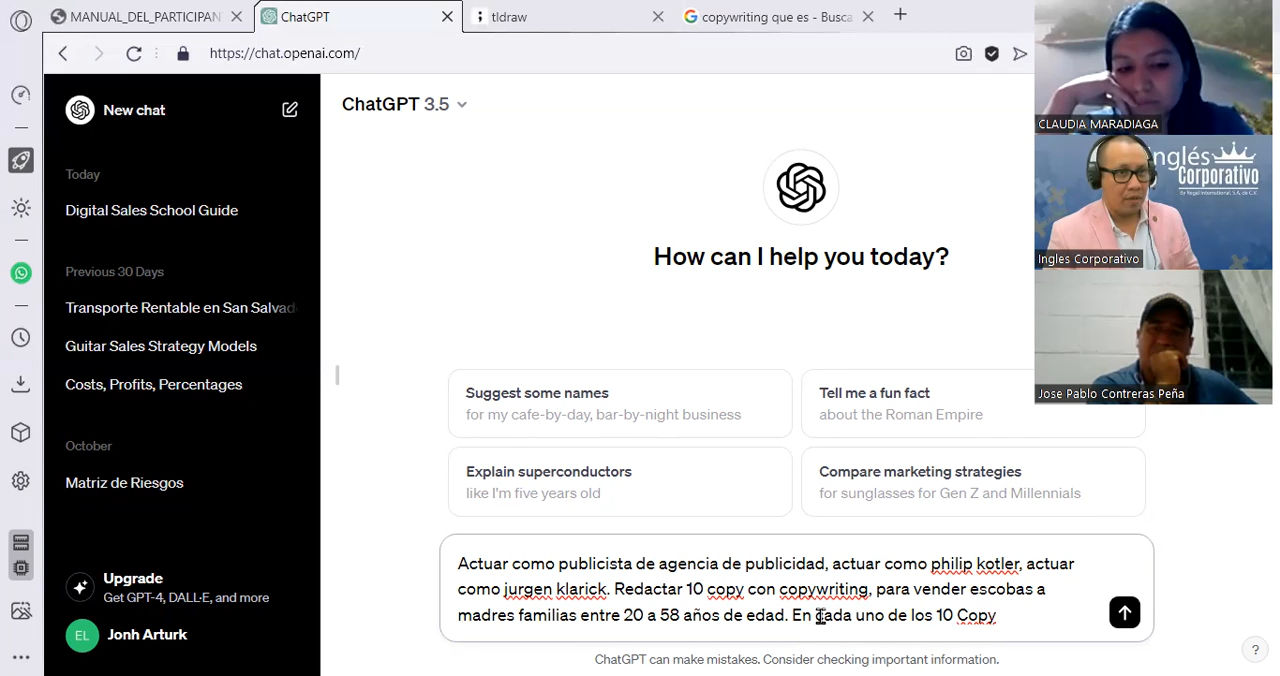 MANUAL_DEL_PARTICIPAN
ChatGPT
tldraw
copywriting que es - Busca
https://chat.openai.com/
New chat
Today
Digital Sales School Guide
Previous 30 Days
Transporte Rentable en San Salvad
Guitar Sales Strategy Models
Costs, Profits, Percentages
October
Matriz de Riesgos
Upgrade
Get GPT-4, DALL·E, and more
EL
Jonh Arturk
ChatGPT 3.5
How can I help you today?
Suggest some names
for my cafe-by-day, bar-by-night business
Tell me a fun fact
about the Roman Empire
Explain superconductors
like I'm five years old
Compare marketing strategies
for sunglasses for Gen Z and Millennials
Actuar como publicista de agencia de publicidad, actuar como philip kotler, actuar
como jurgen klarick. Redactar 10 copy con copywriting, para vender escobas a
madres familias entre 20 a 58 años de edad. En cada uno de los 10 Copy
ChatGPT can make mistakes. Consider checking important information.
?
CLAUDIA MARADIAGA
Inglés
Corporativo
By Regal International, S.A. de C.V.
Ingles Corporativo
Jose Pablo Contreras Peña